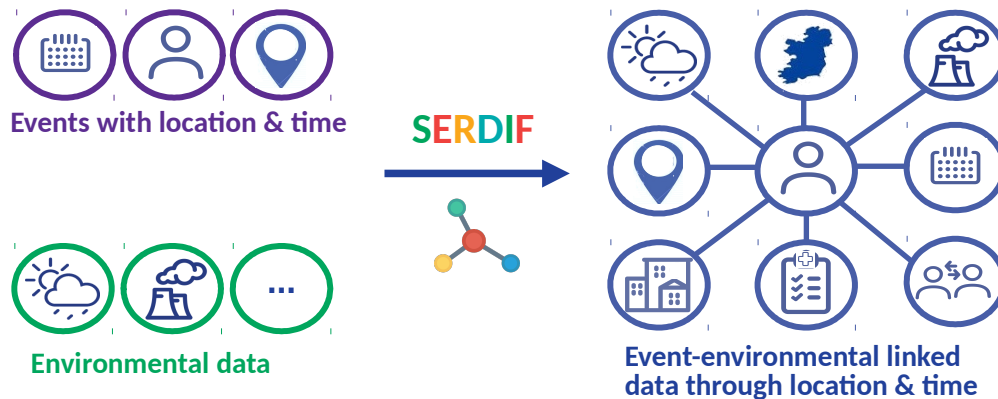 Events with location & time
SERDIF
Environmental data
...
Event-environmental linked
data through location & time